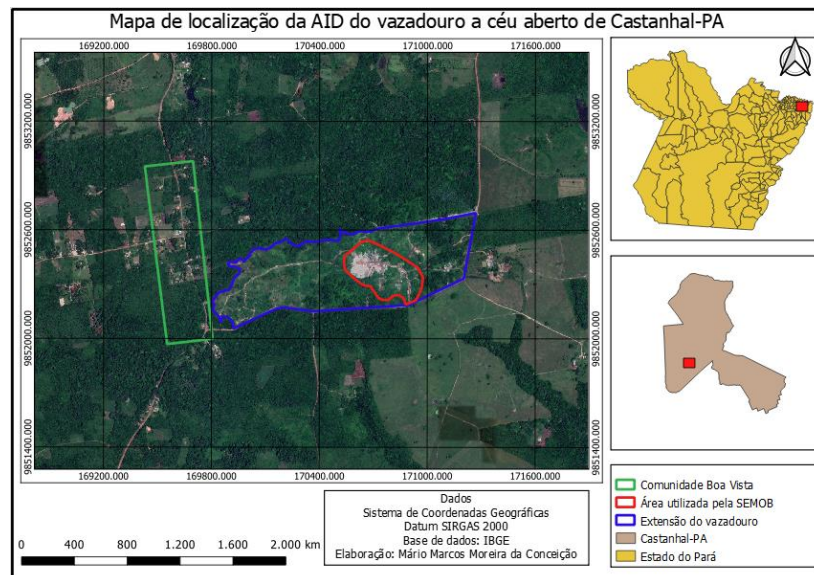 Mapa de localização da AID do vazadouro a céu aberto de Castanhal-PA
169200.000 169800.000 170400.000 171000.000 171600.000
9853200.000 9853200.000
9852600.000 9852600.000
9852000.000 9852000.000
9851400.000 9851400.000
169200.000 169800.000 170400.000 171000.000 171600.000
0 400 800 1.200 1.600 2.000 km
Dados
Sistema de Coordenadas Geográficas
Datum SIRGAS 2000
Base de dados: IBGE
Elaboração: Mário Marcos Moreira da Conceição
Comunidade Boa Vista
Área utilizada pela SEMOB
Extensão do vazadouro
Castanhal-PA
Estado do Pará